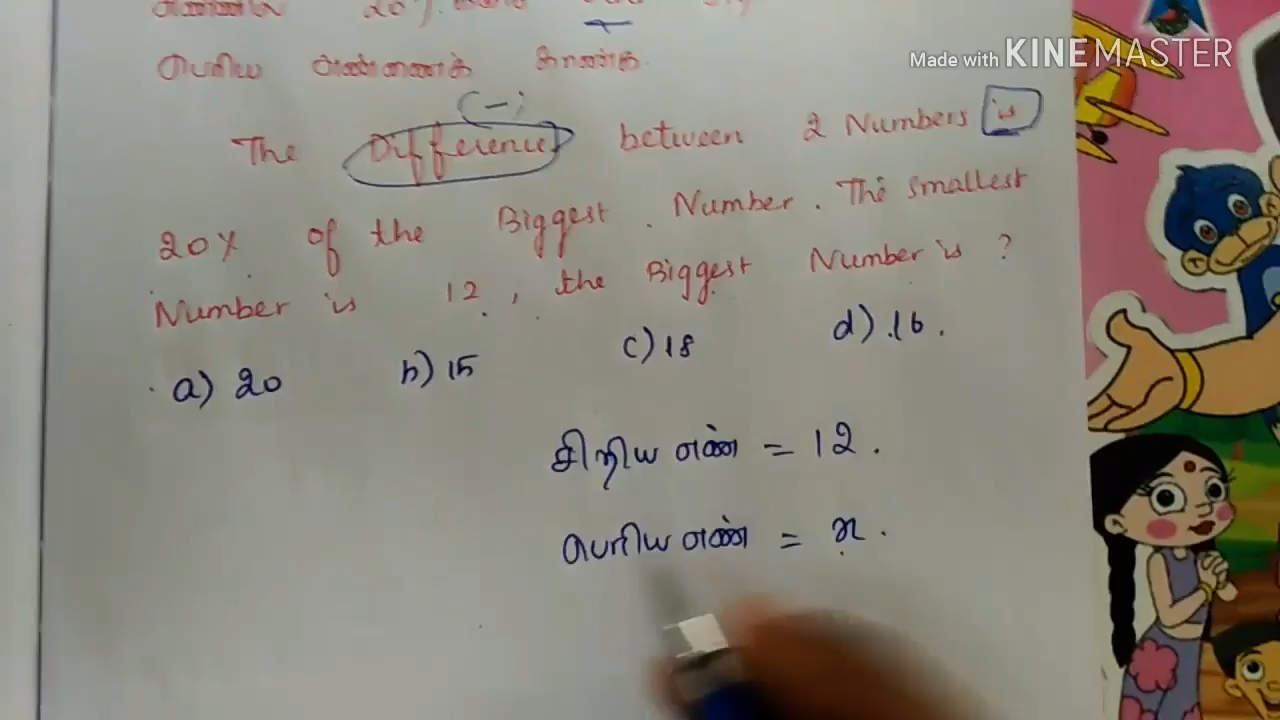 20%
Made with KINEMASTER
பெரிய எண்ணைக் காண்க.
(-)
The Difference between 2 Numbers is
20% of the Biggest Number. The smallest
Number is 12, the Biggest Number is ?
a) 20 b) 15 c) 18 d) 16.
சிறிய எண் = 12.
பெரிய எண் = x.